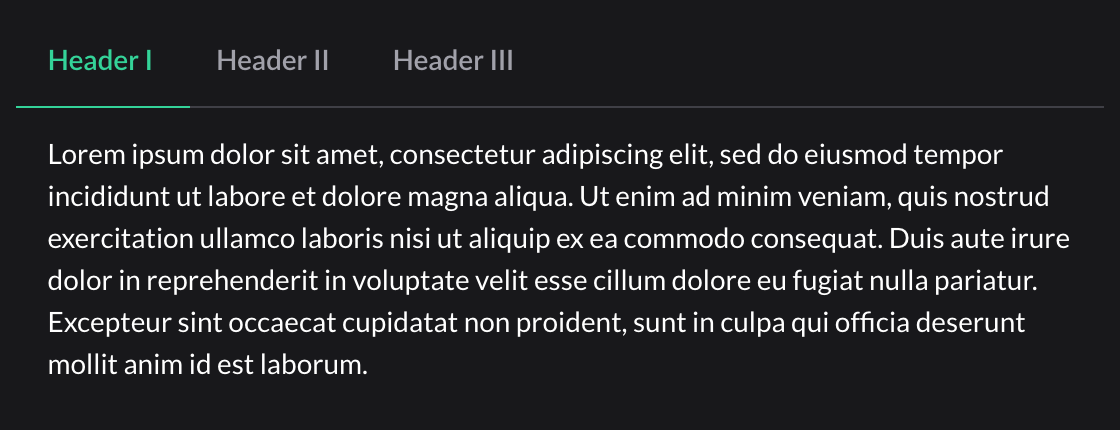 Header I Header II Header III
Lorem ipsum dolor sit amet, consectetur adipiscing elit, sed do eiusmod tempor
incididunt ut labore et dolore magna aliqua. Ut enim ad minim veniam, quis nostrud
exercitation ullamco laboris nisi ut aliquip ex ea commodo consequat. Duis aute irure
dolor in reprehenderit in voluptate velit esse cillum dolore eu fugiat nulla pariatur.
Excepteur sint occaecat cupidatat non proident, sunt in culpa qui officia deserunt
mollit anim id est laborum.